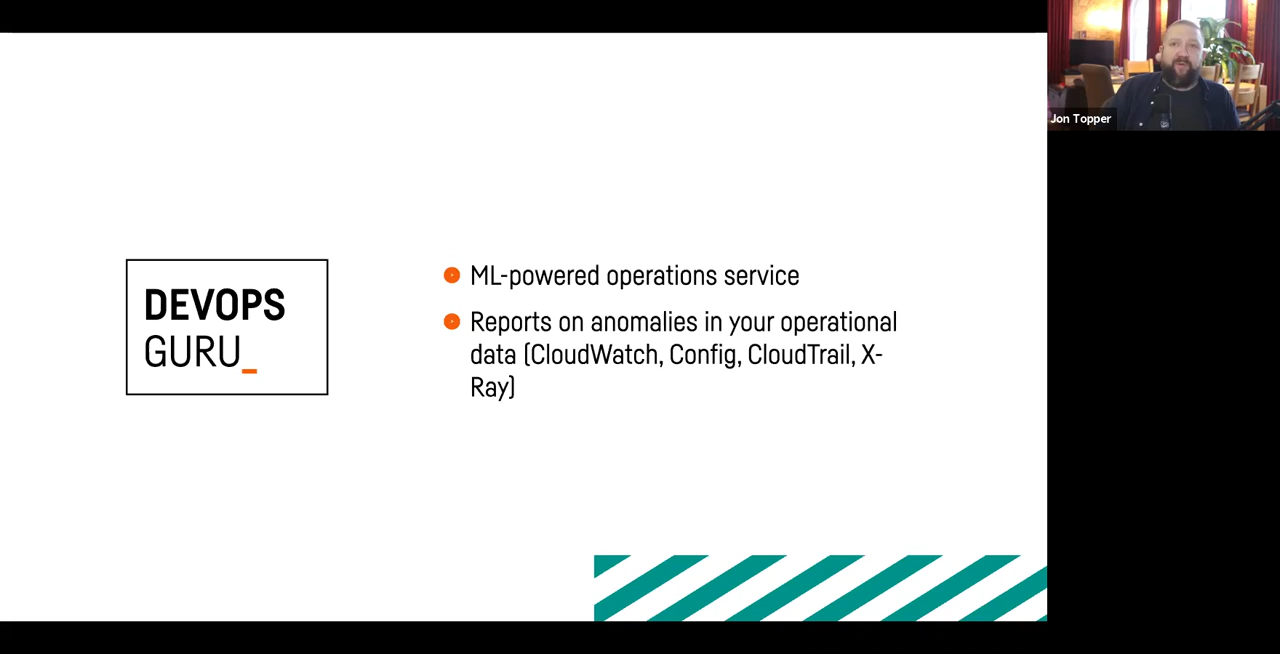 Jon Topper
DEVOPS
GURU_
ML-powered operations service
Reports on anomalies in your operational
data (CloudWatch, Config, CloudTrail, X-
Ray)